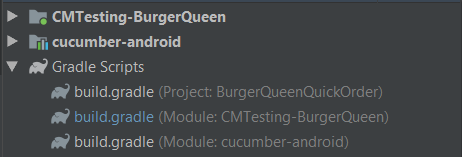 CMTesting-BurgerQueen
cucumber-android
Gradle Scripts
build.gradle (Project: BurgerQueenQuickOrder)
build.gradle (Module: CMTesting-BurgerQueen)
build.gradle (Module: cucumber-android)